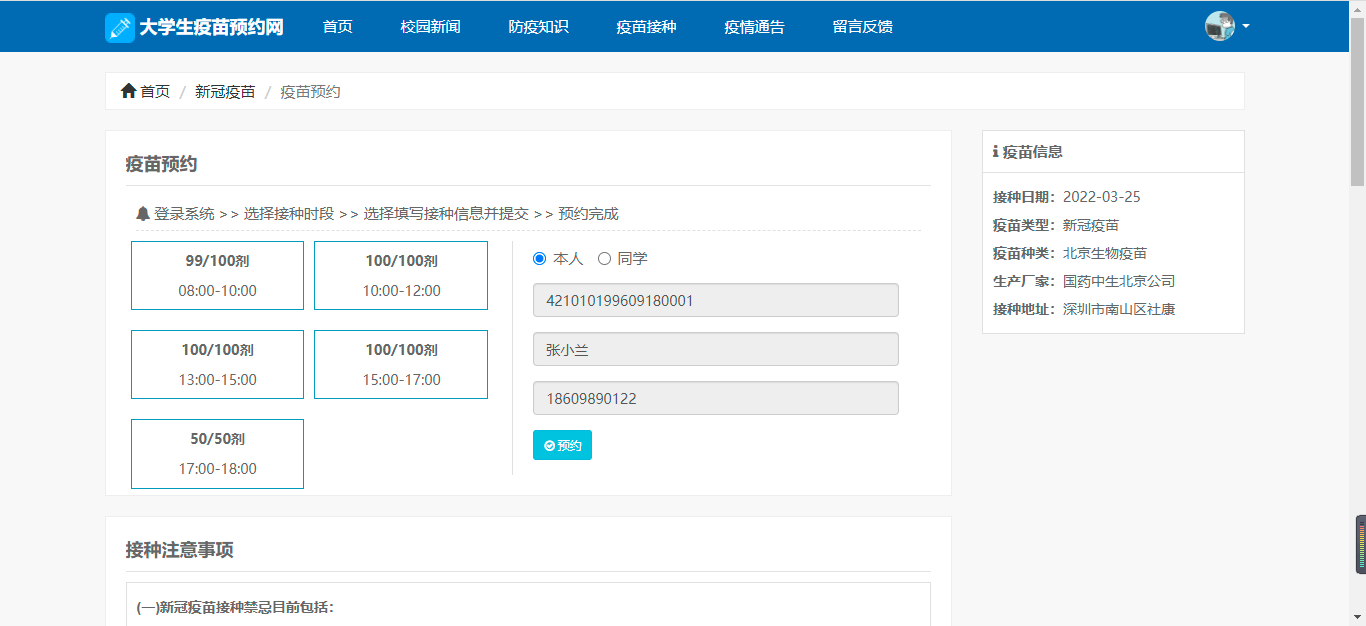 大学生疫苗预约网 首页 校园新闻 防疫知识 疫苗接种 疫情通告 留言反馈
首页 / 新冠疫苗 / 疫苗预约
疫苗预约
登录系统 >> 选择接种时段 >> 选择填写接种信息并提交 >> 预约完成
99/100剂
08:00-10:00
100/100剂
10:00-12:00
100/100剂
13:00-15:00
100/100剂
15:00-17:00
50/50剂
17:00-18:00
本人 同学
421010199609180001
张小兰
18609890122
预约
疫苗信息
接种日期：2022-03-25
疫苗类型：新冠疫苗
疫苗种类：北京生物疫苗
生产厂家：国药中生北京公司
接种地址：深圳市南山区社康
接种注意事项
(一)新冠疫苗接种禁忌目前包括：